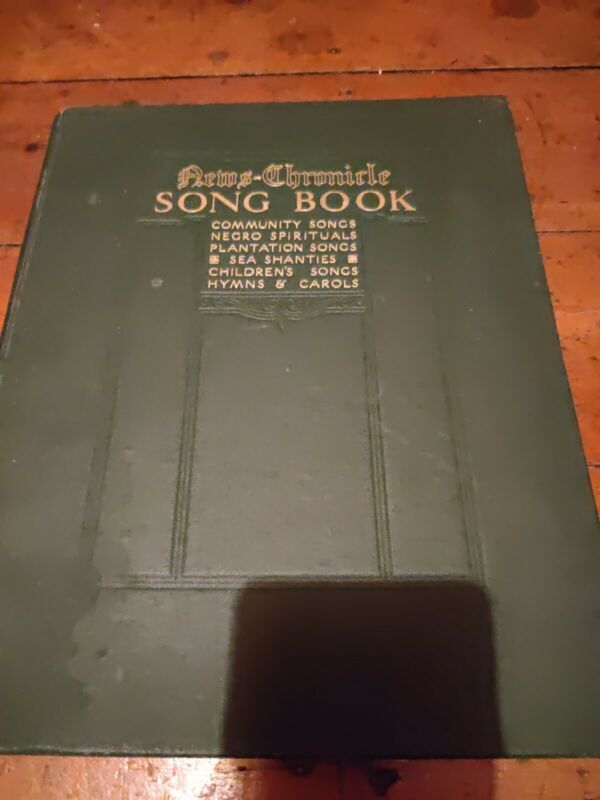 News-Chronicle
SONG BOOK
COMMUNITY SONGS
NEGRO SPIRITUALS
PLANTATION SONGS
SEA SHANTIES
CHILDREN'S SONGS
HYMNS & CAROLS